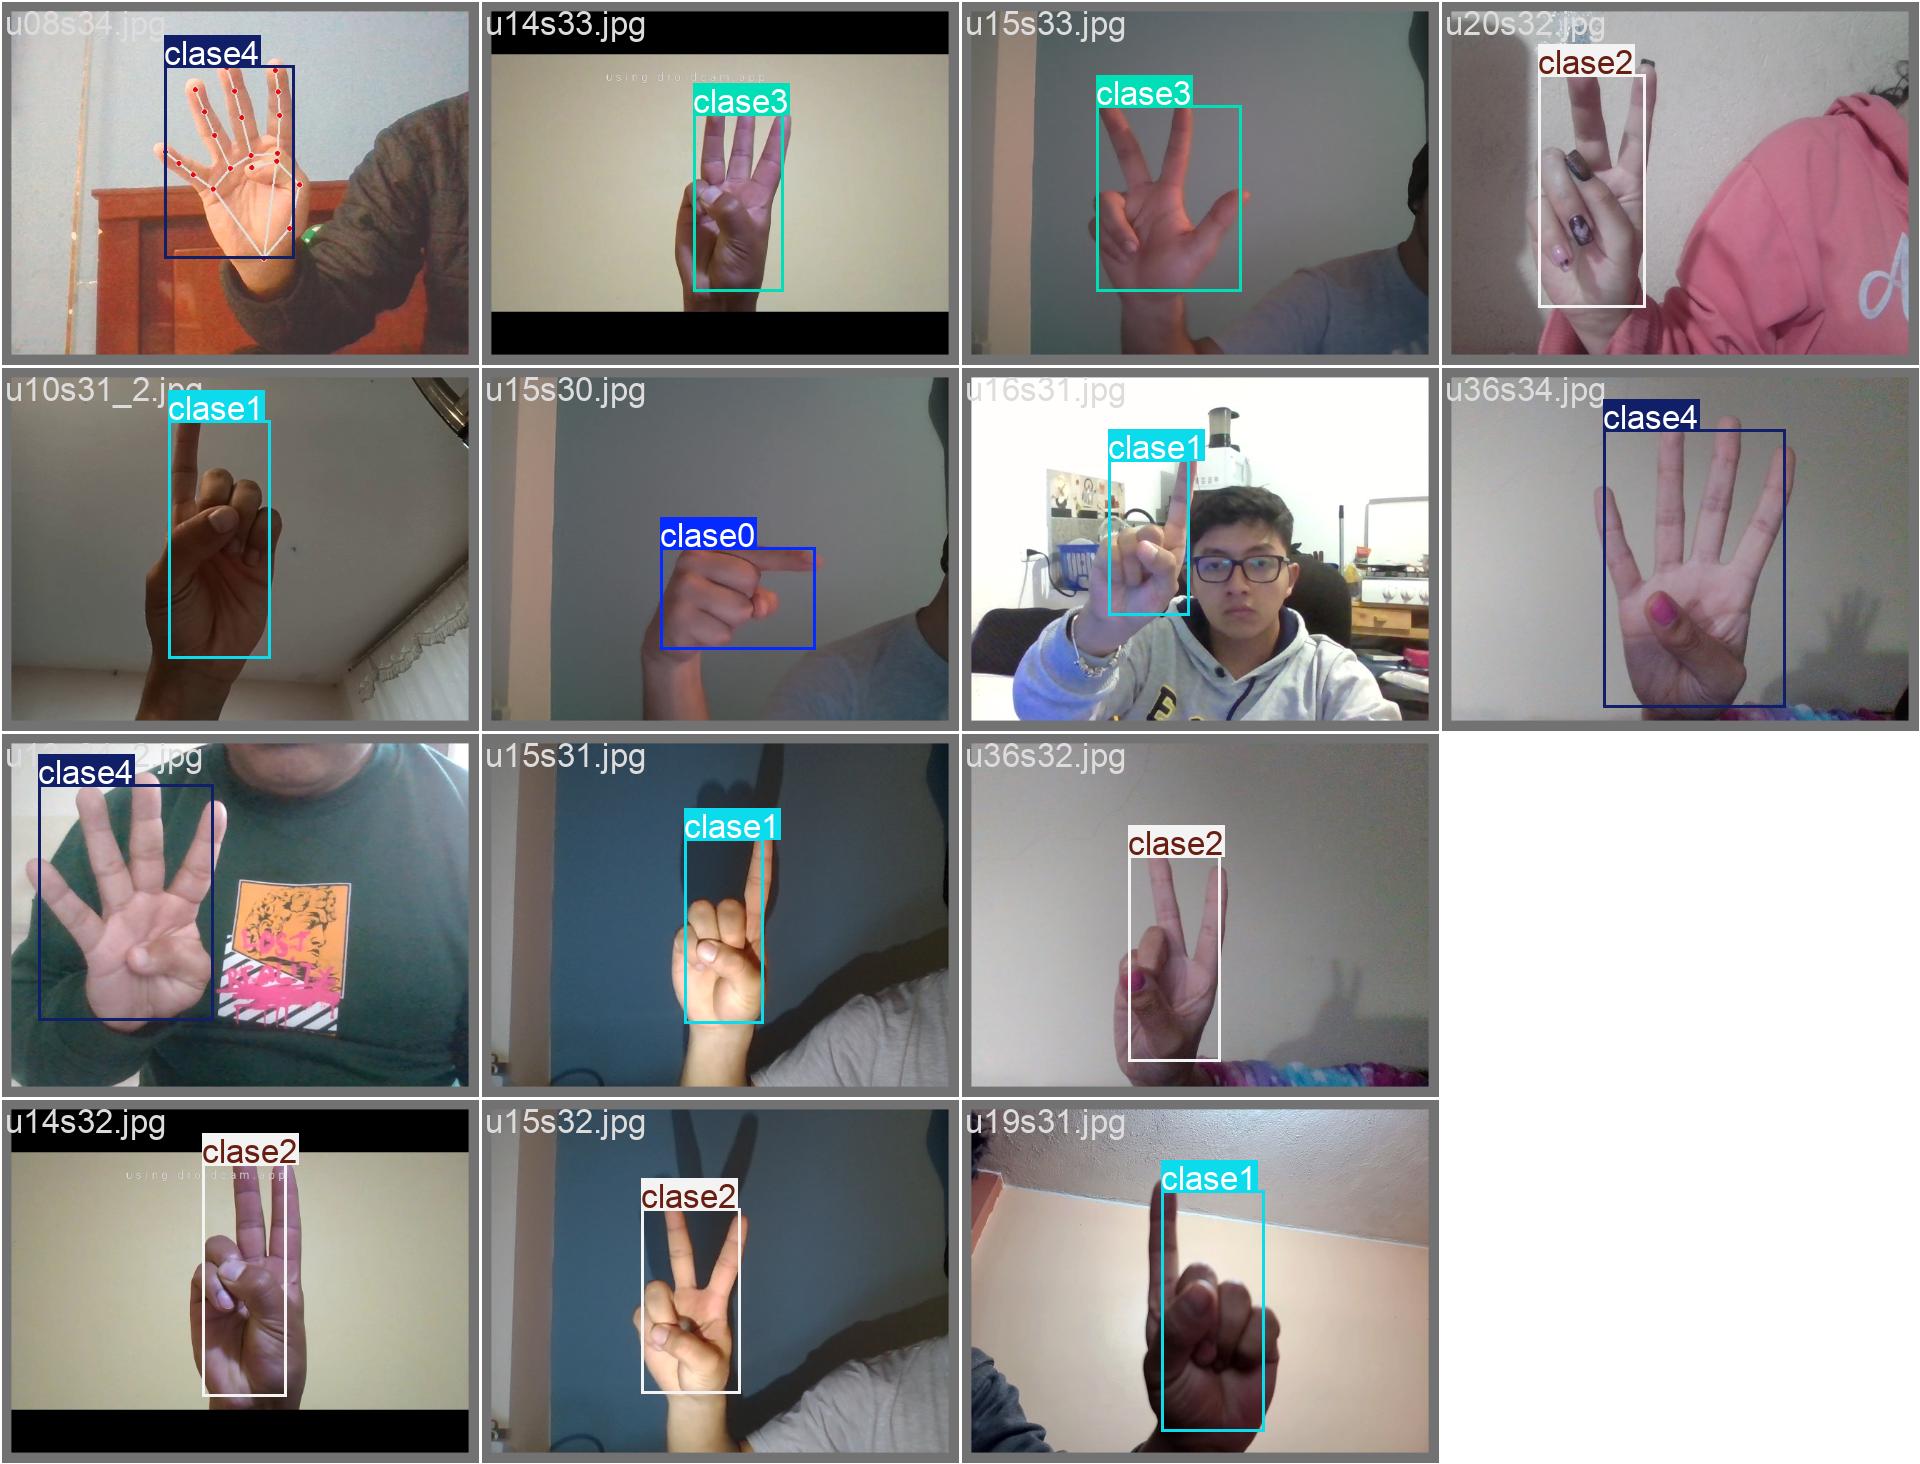 u08s34.jpg
clase4
u14s33.jpg
using droidcam.app
clase3
u15s33.jpg
clase3
u20s32.jpg
clase2
u10s31_2.jpg
clase1
u15s30.jpg
clase0
u16s31.jpg
clase1
u36s34.jpg
clase4
2.jpg
clase4
LOST
REALITY
u15s31.jpg
clase1
u36s32.jpg
clase2
u14s32.jpg
using droidcam.app
clase2
u15s32.jpg
clase2
u19s31.jpg
clase1